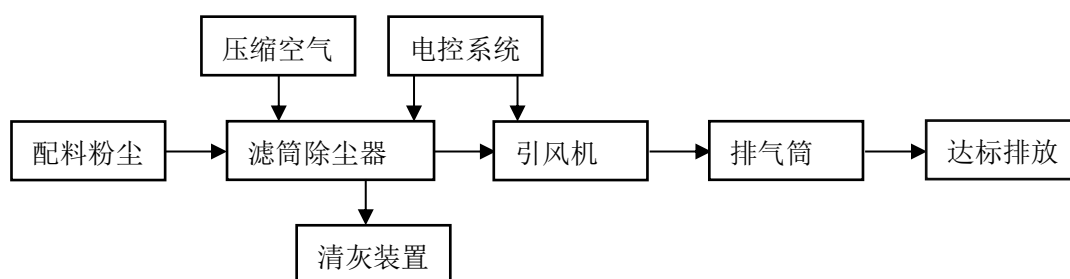 压缩空气
电控系统
配料粉尘
滤筒除尘器
引风机
排气筒
达标排放
清灰装置